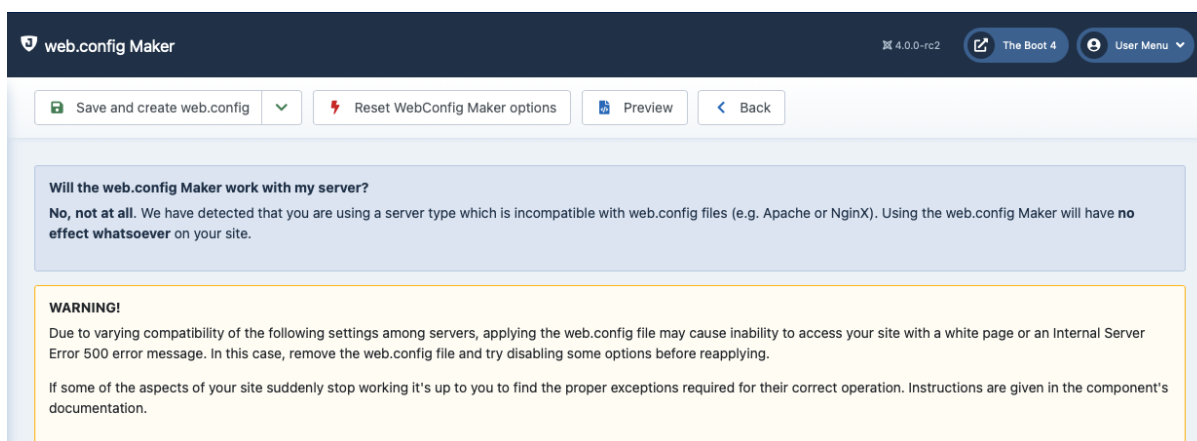 web.config Maker
4.0.0-rc2
The Boot 4
User Menu
Save and create web.config
Reset WebConfig Maker options
Preview
Back
Will the web.config Maker work with my server?
No, not at all. We have detected that you are using a server type which is incompatible with web.config files (e.g. Apache or NginX). Using the web.config Maker will have no
effect whatsoever on your site.
WARNING!
Due to varying compatibility of the following settings among servers, applying the web.config file may cause inability to access your site with a white page or an Internal Server
Error 500 error message. In this case, remove the web.config file and try disabling some options before reapplying.
If some of the aspects of your site suddenly stop working it's up to you to find the proper exceptions required for their correct operation. Instructions are given in the component's
documentation.